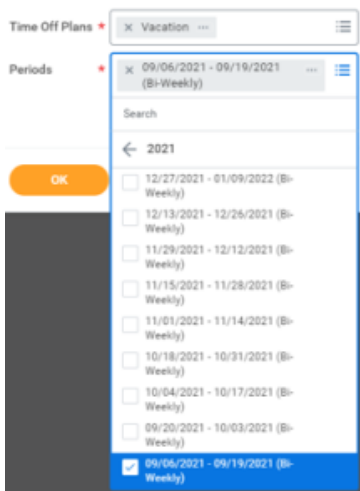 Time Off Plans *
× Vacation ...
Periods *
× 09/06/2021 - 09/19/2021 ...
(Bi-Weekly)
Search
← 2021
OK
12/27/2021 - 01/09/2022 (Bi-
Weekly)
12/13/2021 - 12/26/2021 (Bi-
Weekly)
11/29/2021 - 12/12/2021 (Bi-
Weekly)
11/15/2021 - 11/28/2021 (Bi-
Weekly)
11/01/2021 - 11/14/2021 (Bi-
Weekly)
10/18/2021 - 10/31/2021 (Bi-
Weekly)
10/04/2021 - 10/17/2021 (Bi-
Weekly)
09/20/2021 - 10/03/2021 (Bi-
Weekly)
09/06/2021 - 09/19/2021 (Bi-
Weekly)